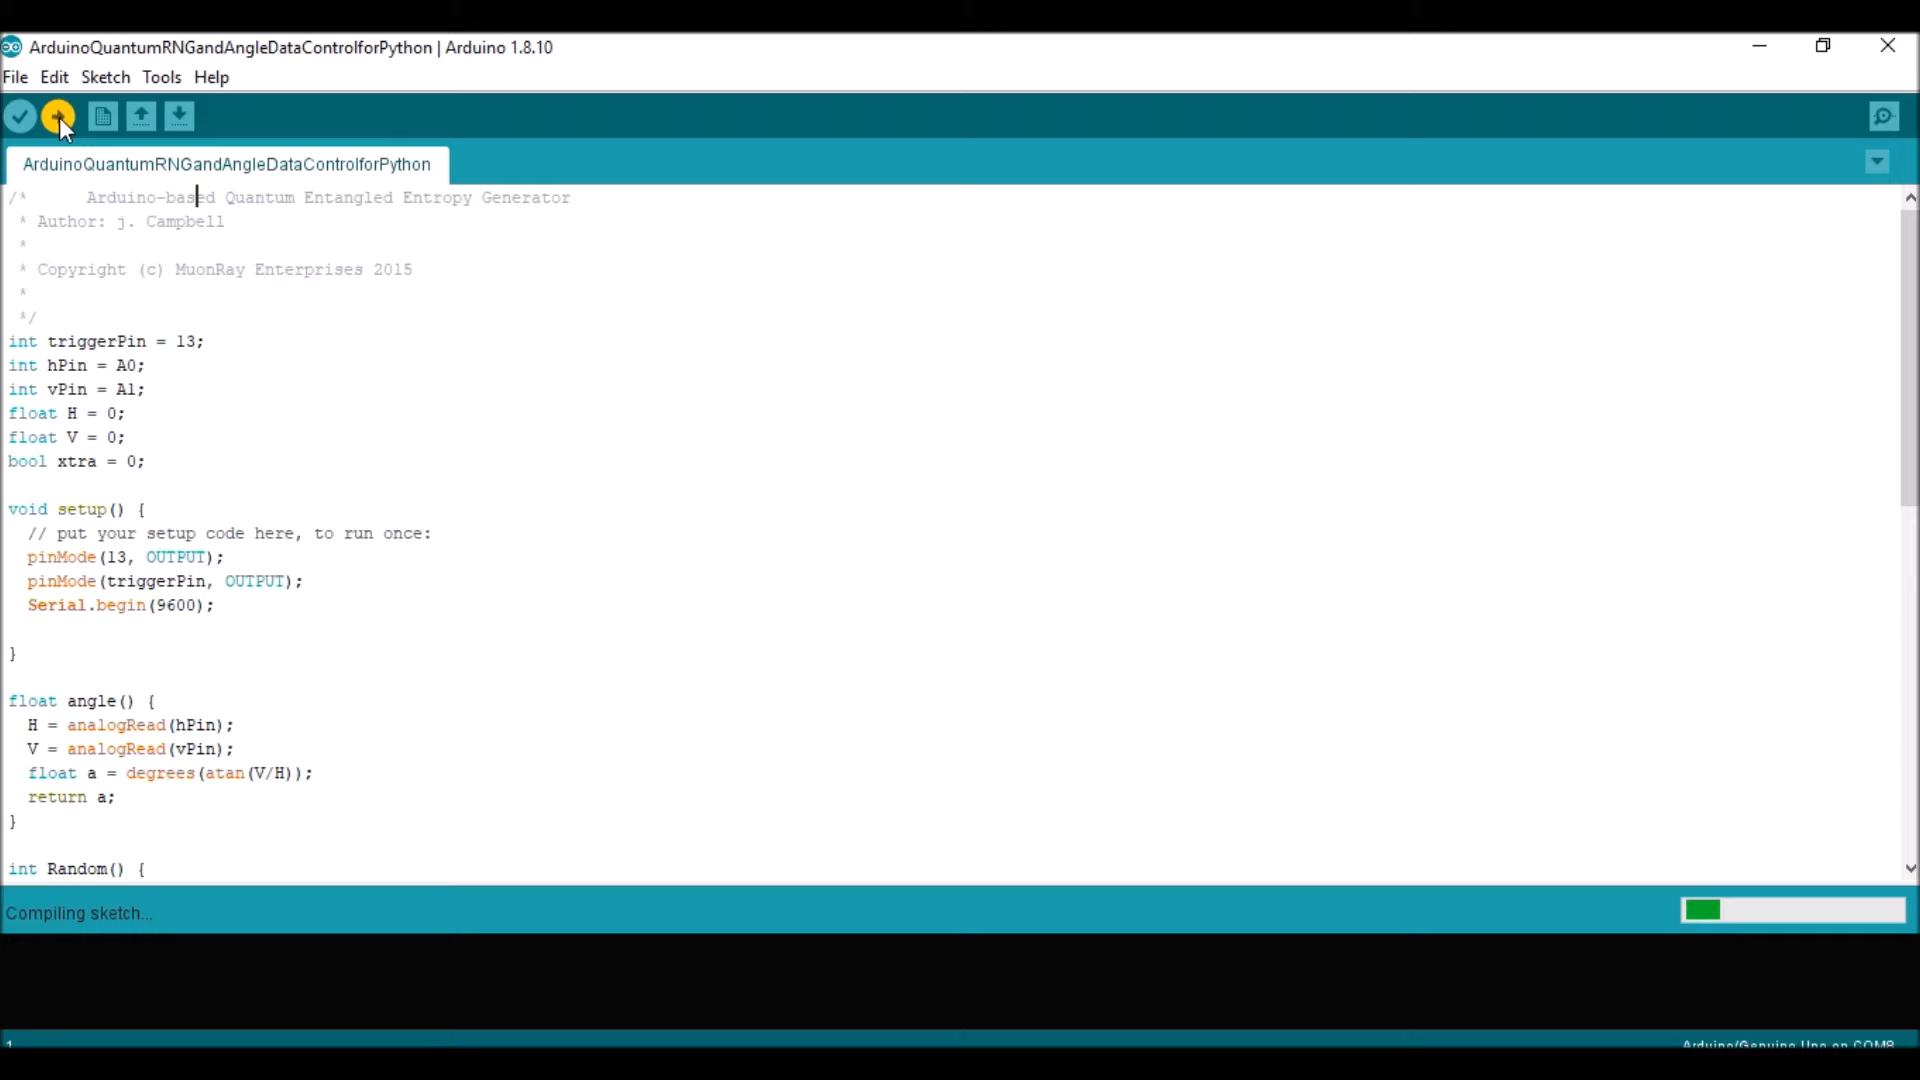 ArduinoQuantumRNGandAngleDataControlforPython | Arduino 1.8.10
File Edit Sketch Tools Help
ArduinoQuantumRNGandAngleDataControlforPython
/*      Arduino-based Quantum Entangled Entropy Generator
 * Author: j. Campbell
 *
 * Copyright (c) MuonRay Enterprises 2015
 *
 */
int triggerPin = 13;
int hPin = A0;
int vPin = A1;
float H = 0;
float V = 0;
bool xtra = 0;
void setup() {
  // put your setup code here, to run once:
  pinMode(13, OUTPUT);
  pinMode(triggerPin, OUTPUT);
  Serial.begin(9600);
}
float angle() {
  H = analogRead(hPin);
  V = analogRead(vPin);
  float a = degrees(atan(V/H));
  return a;
}
int Random() {
Compiling sketch...
1
Arduino/Genuino Uno on COM8